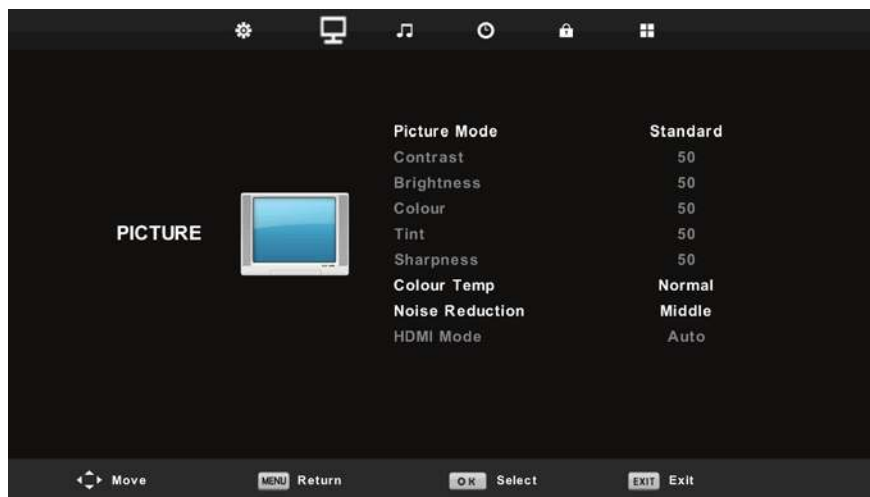 Picture Mode Standard
Contrast 50
Brightness 50
Colour 50
PICTURE
Tint 50
Sharpness 50
Colour Temp Normal
Noise Reduction Middle
HDMI Mode Auto
Move MENU Return OK Select EXIT Exit